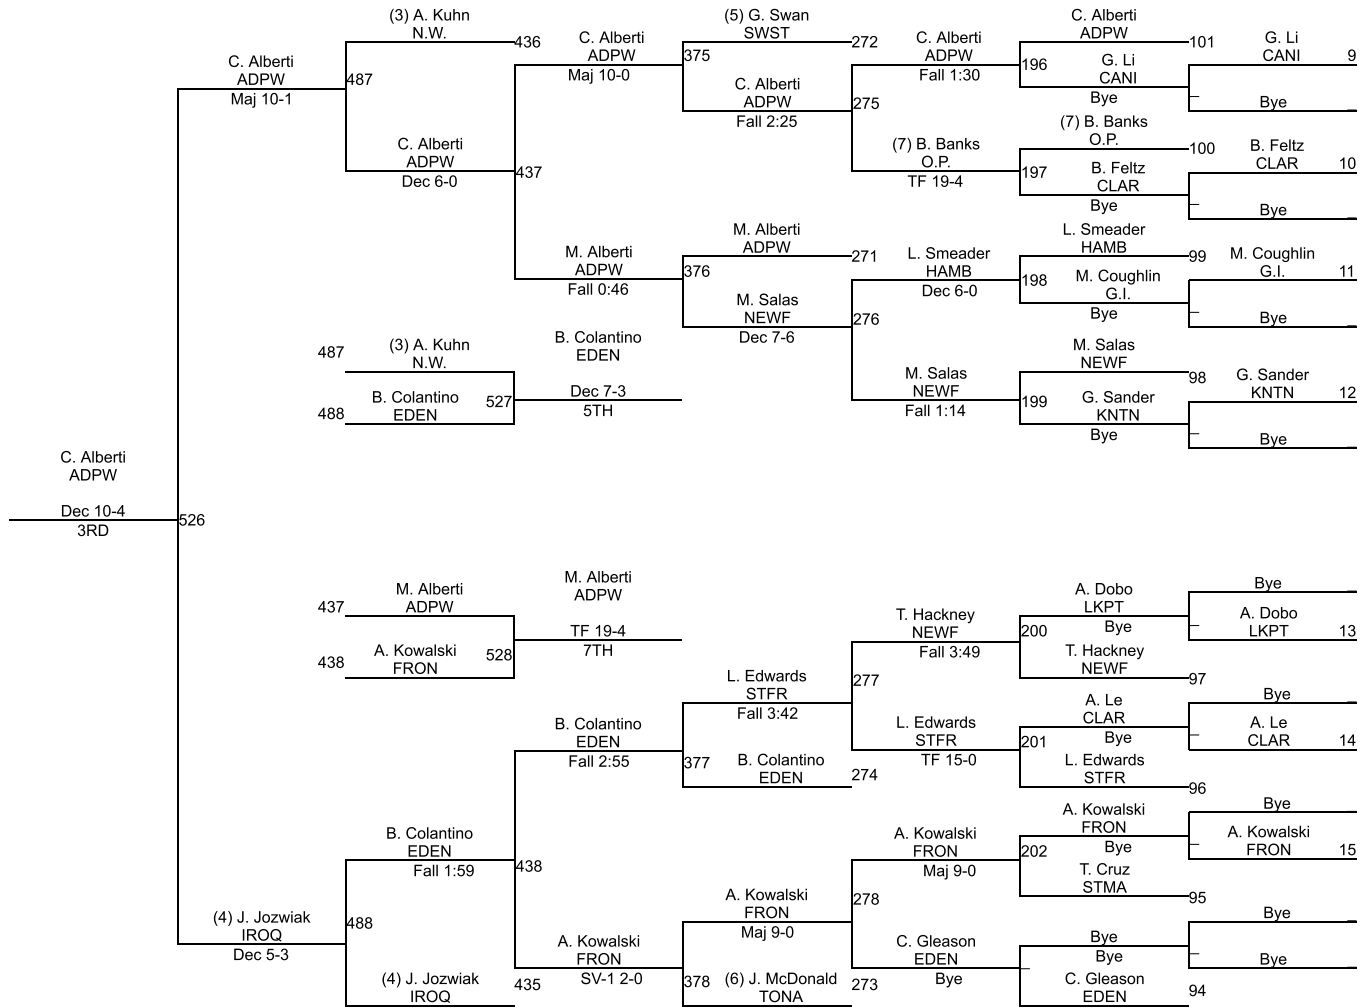 (3) A. Kuhn
N.W.
436
C. Alberti
ADPW
Maj 10-1
487
C. Alberti
ADPW
Dec 6-0
437
C. Alberti
ADPW
Maj 10-0
375
(5) G. Swan
SWST
272
C. Alberti
ADPW
Fall 2:25
275
C. Alberti
ADPW
Fall 1:30
196
C. Alberti
ADPW
101
G. Li
CANI
Bye
G. Li
CANI
9
Bye
(7) B. Banks
O.P.
TF 19-4
197
(7) B. Banks
O.P.
100
B. Feltz
CLAR
Bye
B. Feltz
CLAR
10
Bye
M. Alberti
ADPW
Fall 0:46
376
M. Alberti
ADPW
271
M. Salas
NEWF
Dec 7-6
276
L. Smeader
HAMB
Dec 6-0
198
L. Smeader
HAMB
99
M. Coughlin
G.I.
Bye
M. Coughlin
G.I.
11
Bye
M. Salas
NEWF
Fall 1:14
199
M. Salas
NEWF
98
G. Sander
KNTN
Bye
G. Sander
KNTN
12
Bye
487
(3) A. Kuhn
N.W.
488
B. Colantino
EDEN
527
B. Colantino
EDEN
Dec 7-3
5TH
C. Alberti
ADPW
Dec 10-4
3RD
526
437
M. Alberti
ADPW
438
A. Kowalski
FRON
528
M. Alberti
ADPW
TF 19-4
7TH
T. Hackney
NEWF
Fall 3:49
200
A. Dobo
LKPT
Bye
Bye
A. Dobo
LKPT
13
T. Hackney
NEWF
97
L. Edwards
STFR
Fall 3:42
277
L. Edwards
STFR
TF 15-0
201
A. Le
CLAR
Bye
Bye
A. Le
CLAR
14
L. Edwards
STFR
96
B. Colantino
EDEN
Fall 2:55
377
B. Colantino
EDEN
274
B. Colantino
EDEN
Fall 1:59
438
A. Kowalski
FRON
Maj 9-0
202
A. Kowalski
FRON
Bye
Bye
A. Kowalski
FRON
15
T. Cruz
STMA
95
A. Kowalski
FRON
Maj 9-0
278
(4) J. Jozwiak
IROQ
Dec 5-3
488
A. Kowalski
FRON
SV-1 2-0
378
C. Gleason
EDEN
Bye
Bye
Bye
Bye
Bye
C. Gleason
EDEN
94
(4) J. Jozwiak
IROQ
435
(6) J. McDonald
TONA
273